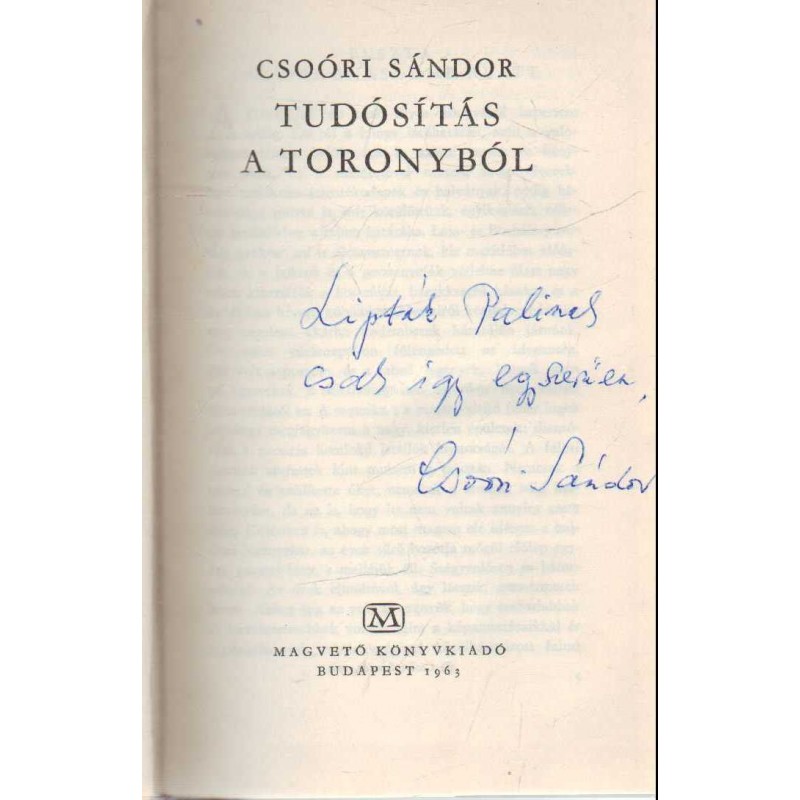 CSOÓRI SÁNDOR
TUDÓSÍTÁS
A TORONYBÓL
Lipták Palinak
csak így egyszerűen,
Csoóri Sándor
M
MAGVETŐ KÖNYVKIADÓ
BUDAPEST 1963